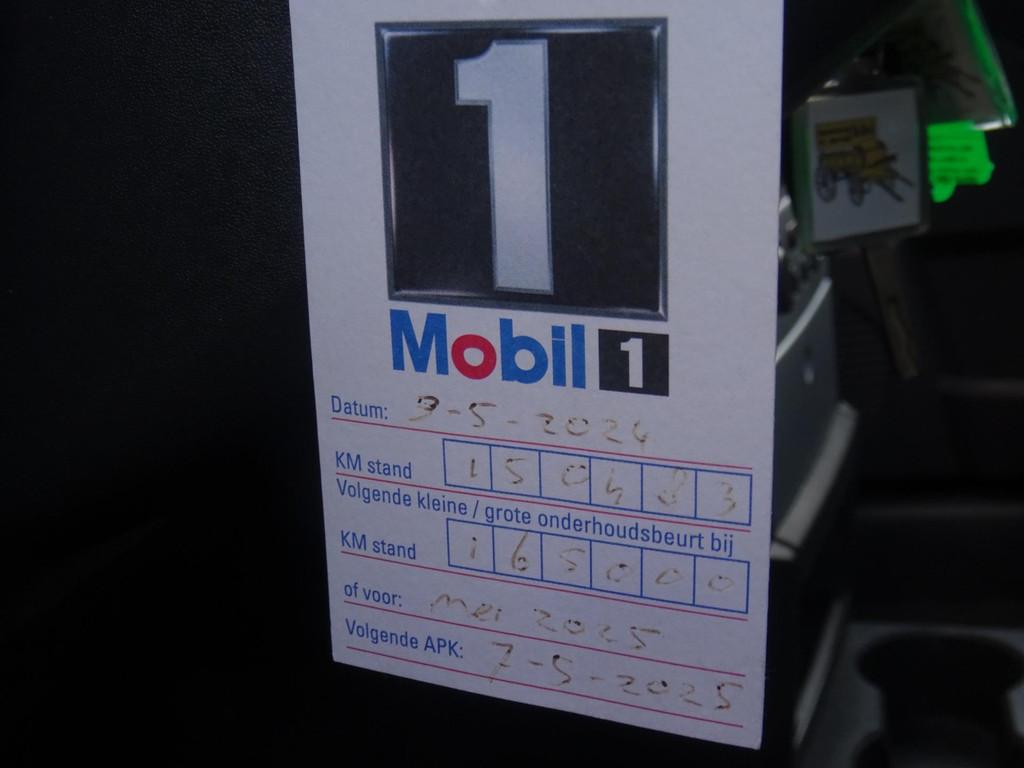 1
Mobil 1
Datum: 9-5-2024
KM stand 150483
Volgende kleine / grote onderhoudsbeurt bij
KM stand 165000
of voor: mei 2025
Volgende APK: 7-5-2025